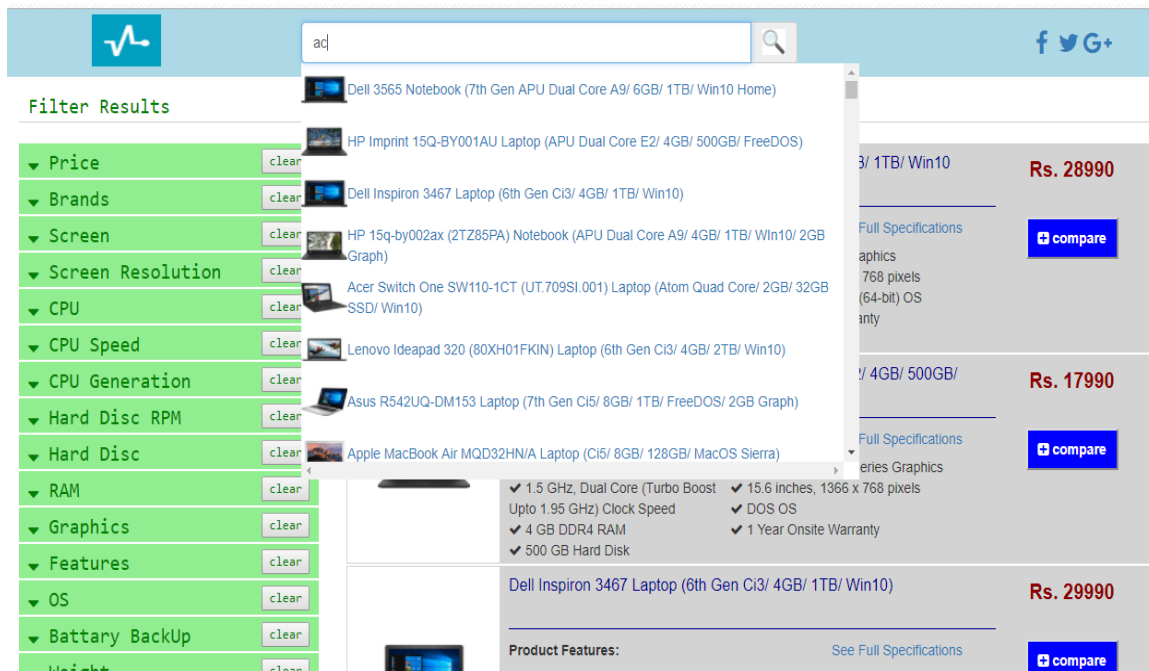 ac
Filter Results
Price clear
Brands clear
Screen clear
Screen Resolution clear
CPU clear
CPU Speed clear
CPU Generation clear
Hard Disc RPM clear
Hard Disc clear
RAM clear
Graphics clear
Features clear
OS clear
Battary BackUp clear
Dell 3565 Notebook (7th Gen APU Dual Core A9/ 6GB/ 1TB/ Win10 Home)
HP Imprint 15Q-BY001AU Laptop (APU Dual Core E2/ 4GB/ 500GB/ FreeDOS)
Dell Inspiron 3467 Laptop (6th Gen Ci3/ 4GB/ 1TB/ Win10)
HP 15q-by002ax (2TZ85PA) Notebook (APU Dual Core A9/ 4GB/ 1TB/ WIn10/ 2GB
Graph)
Acer Switch One SW110-1CT (UT.709SI.001) Laptop (Atom Quad Core/ 2GB/ 32GB
SSD/ Win10)
Lenovo Ideapad 320 (80XH01FKIN) Laptop (6th Gen Ci3/ 4GB/ 2TB/ Win10)
Asus R542UQ-DM153 Laptop (7th Gen Ci5/ 8GB/ 1TB/ FreeDOS/ 2GB Graph)
Apple MacBook Air MQD32HN/A Laptop (Ci5/ 8GB/ 128GB/ MacOS Sierra)
/ 1TB/ Win10
Rs. 28990
Full Specifications
compare
768 pixels
(64-bit) OS
/ 4GB/ 500GB/
Rs. 17990
Full Specifications
compare
Graphics
1.5 GHz, Dual Core (Turbo Boost
Upto 1.95 GHz) Clock Speed
4 GB DDR4 RAM
500 GB Hard Disk
15.6 inches, 1366 x 768 pixels
DOS OS
1 Year Onsite Warranty
Dell Inspiron 3467 Laptop (6th Gen Ci3/ 4GB/ 1TB/ Win10)
Rs. 29990
Product Features:
See Full Specifications
compare